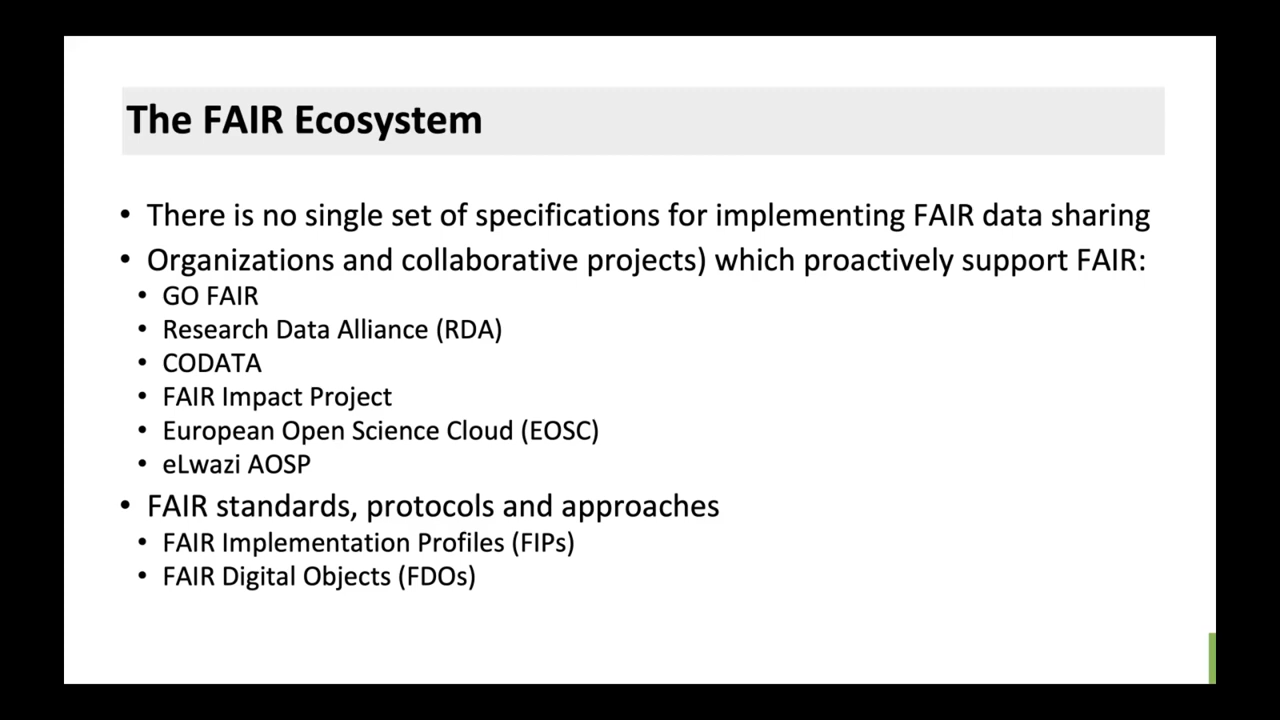 The FAIR Ecosystem
• There is no single set of specifications for implementing FAIR data sharing
• Organizations and collaborative projects) which proactively support FAIR:
• GO FAIR
• Research Data Alliance (RDA)
• CODATA
• FAIR Impact Project
• European Open Science Cloud (EOSC)
• eLwazi AOSP
• FAIR standards, protocols and approaches
• FAIR Implementation Profiles (FIPs)
• FAIR Digital Objects (FDOs)